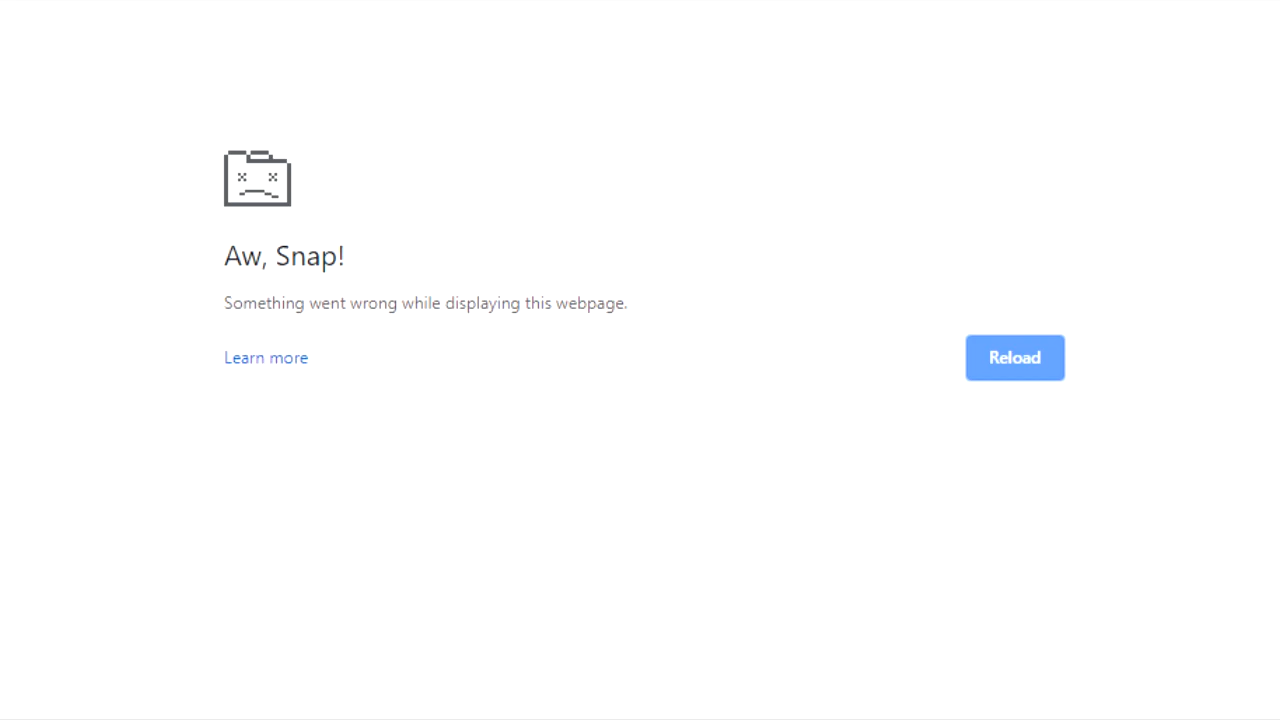 Aw, Snap!
Something went wrong while displaying this webpage.
Learn more
Reload